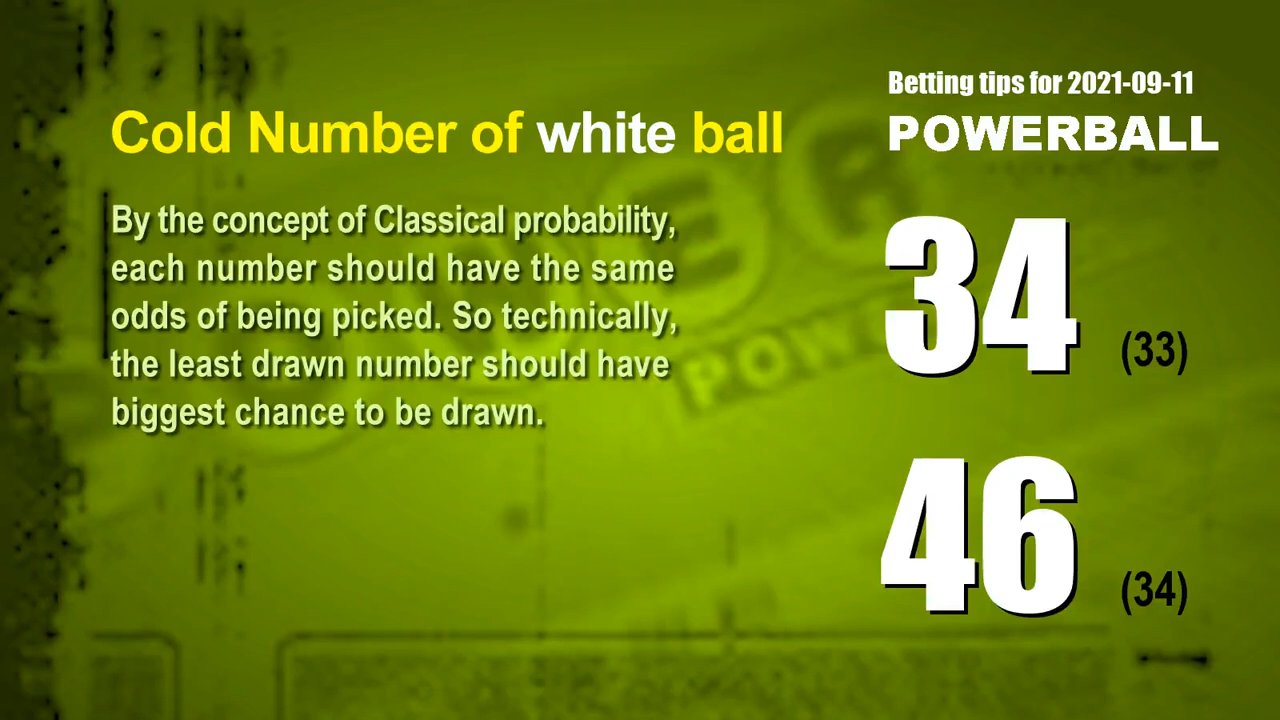 Betting tips for 2021-09-11
POWERBALL
Cold Number of white ball
By the concept of Classical probability,
each number should have the same
odds of being picked. So technically,
the least drawn number should have
biggest chance to be drawn.
34 (33)
46 (34)